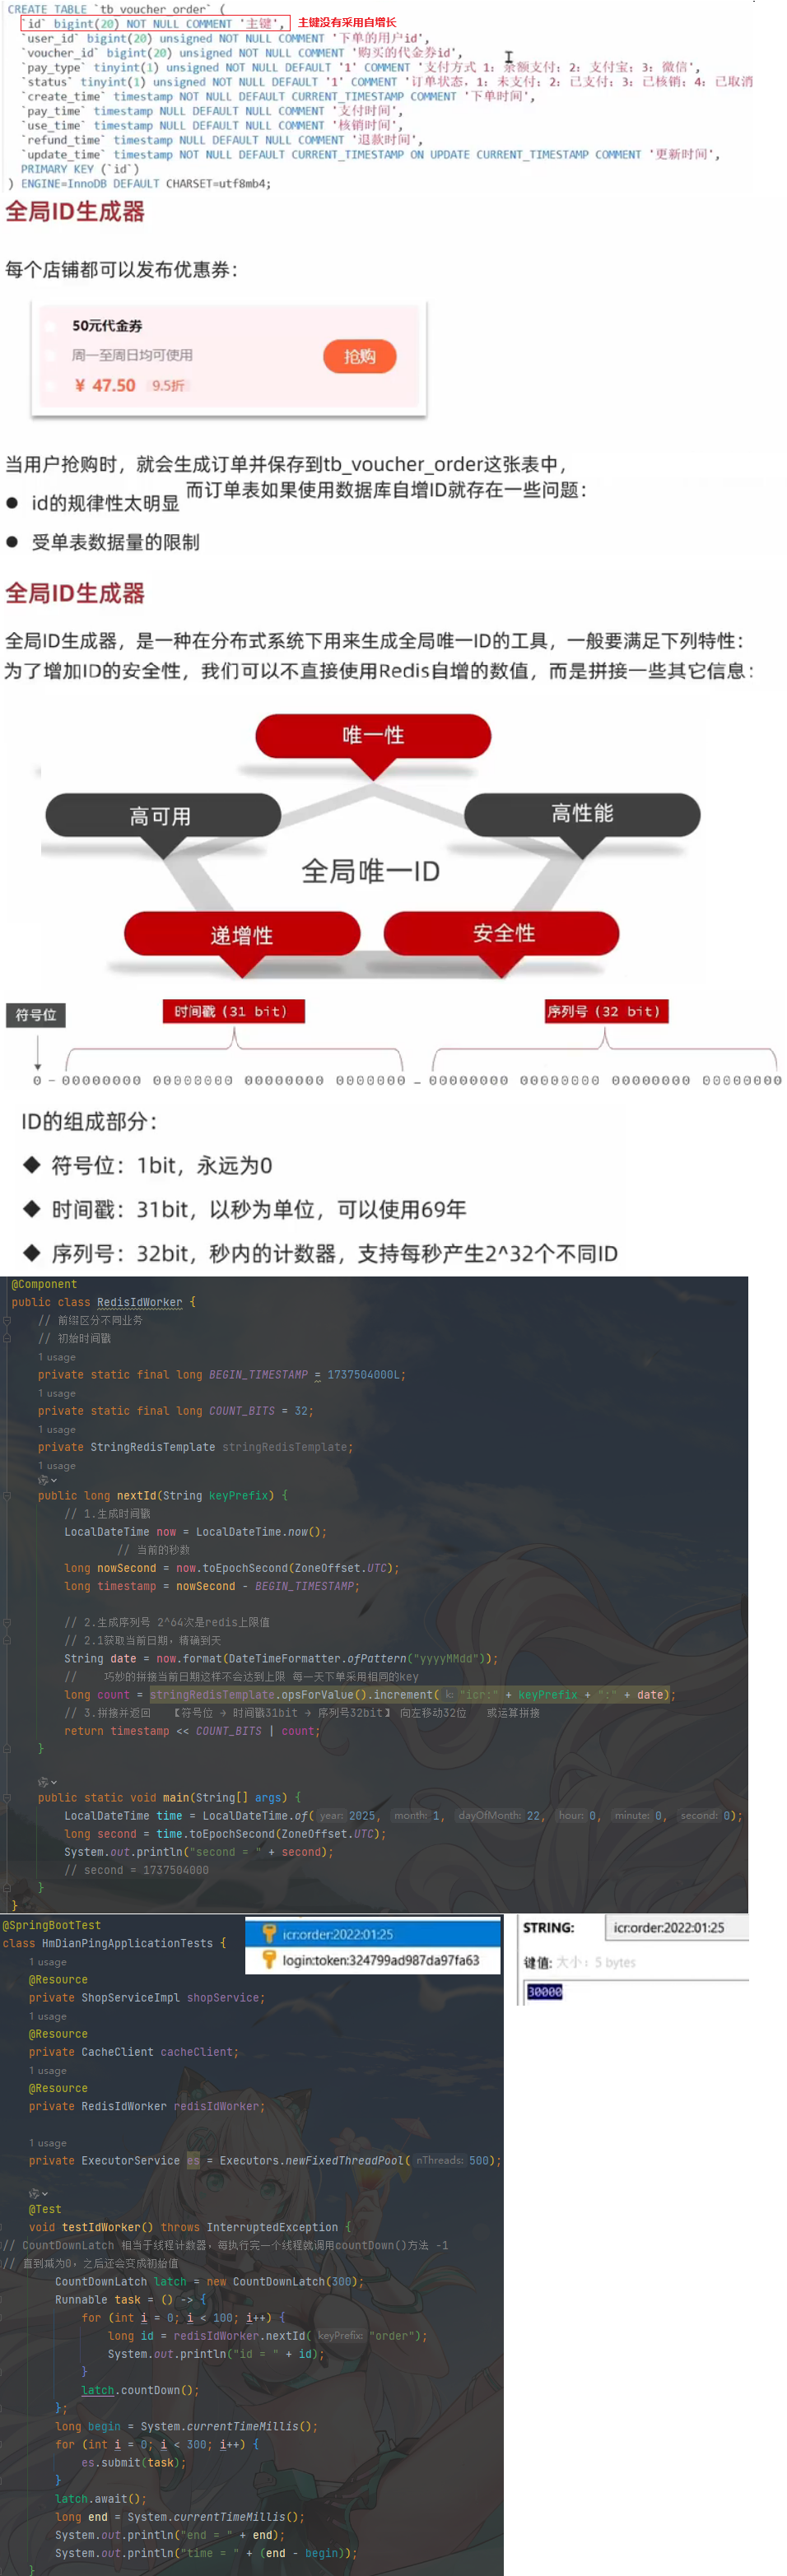 CREATE TABLE `tb_voucher_order` (
`id` bigint(20) NOT NULL COMMENT '主键', 主键没有采用自增长
`user_id` bigint(20) unsigned NOT NULL COMMENT '下单的用户id',
`voucher_id` bigint(20) unsigned NOT NULL COMMENT '购买的代金券id',
`pay_type` tinyint(1) unsigned NOT NULL DEFAULT '1' COMMENT '支付方式 1：余额支付；2：支付宝；3：微信',
`status` tinyint(1) unsigned NOT NULL DEFAULT '1' COMMENT '订单状态，1：未支付；2：已支付；3：已核销；4：已取消
`create_time` timestamp NOT NULL DEFAULT CURRENT_TIMESTAMP COMMENT '下单时间',
`pay_time` timestamp NULL DEFAULT NULL COMMENT '支付时间',
`use_time` timestamp NULL DEFAULT NULL COMMENT '核销时间',
`refund_time` timestamp NULL DEFAULT NULL COMMENT '退款时间',
`update_time` timestamp NOT NULL DEFAULT CURRENT_TIMESTAMP ON UPDATE CURRENT_TIMESTAMP COMMENT '更新时间',
PRIMARY KEY (`id`)
) ENGINE=InnoDB DEFAULT CHARSET=utf8mb4;
全局ID生成器
每个店铺都可以发布优惠券：
50元代金券
周一至周日均可使用
抢购
¥ 47.50 9.5折
当用户抢购时，就会生成订单并保存到tb_voucher_order这张表中，
而订单表如果使用数据库自增ID就存在一些问题：
● id的规律性太明显
● 受单表数据量的限制
全局ID生成器
全局ID生成器，是一种在分布式系统下用来生成全局唯一ID的工具，一般要满足下列特性：
为了增加ID的安全性，我们可以不直接使用Redis自增的数值，而是拼接一些其它信息：
唯一性
高可用
高性能
全局唯一ID
递增性
安全性
符号位
时间戳（31 bit）
序列号（32 bit）
0 - 00000000 00000000 00000000 0000000 - 00000000 00000000 00000000 00000000
ID的组成部分：
◆ 符号位：1bit，永远为0
◆ 时间戳：31bit，以秒为单位，可以使用69年
◆ 序列号：32bit，秒内的计数器，支持每秒产生2^32个不同ID
@Component
public class RedisIdWorker {
// 前缀区分不同业务
// 初始时间戳
1 usage
private static final long BEGIN_TIMESTAMP = 1737504000L;
1 usage
private static final long COUNT_BITS = 32;
1 usage
private StringRedisTemplate stringRedisTemplate;
1 usage
public long nextId(String keyPrefix) {
// 1.生成时间戳
LocalDateTime now = LocalDateTime.now();
// 当前的秒数
long nowSecond = now.toEpochSecond(ZoneOffset.UTC);
long timestamp = nowSecond - BEGIN_TIMESTAMP;
// 2.生成序列号 2^64次是redis上限值
// 2.1获取当前日期，精确到天
String date = now.format(DateTimeFormatter.ofPattern("yyyyMMdd"));
// 巧妙的拼接当前日期这样不会达到上限 每一天下单采用相同的key
long count = stringRedisTemplate.opsForValue().increment( k: "icr:" + keyPrefix + ":" + date);
// 3.拼接并返回 【符号位 → 时间戳31bit → 序列号32bit】 向左移动32位 或运算拼接
return timestamp << COUNT_BITS | count;
}
public static void main(String[] args) {
LocalDateTime time = LocalDateTime.of( year: 2025, month: 1, dayOfMonth: 22, hour: 0, minute: 0, second: 0);
long second = time.toEpochSecond(ZoneOffset.UTC);
System.out.println("second = " + second);
// second = 1737504000
}
}
@SpringBootTest
class HmDianPingApplicationTests {
icr:order:2022:01:25
login:token:324799ad987da97fa63
STRING: icr:order:2022:01:25
键值: 大小：5 bytes
30000
1 usage
@Resource
private ShopServiceImpl shopService;
1 usage
@Resource
private CacheClient cacheClient;
1 usage
@Resource
private RedisIdWorker redisIdWorker;
1 usage
private ExecutorService es = Executors.newFixedThreadPool( nThreads: 500);
@Test
void testIdWorker() throws InterruptedException {
// CountDownLatch 相当于线程计数器，每执行完一个线程就调用countDown()方法 -1
// 直到减为0，之后还会变成初始值
CountDownLatch latch = new CountDownLatch(300);
Runnable task = () -> {
for (int i = 0; i < 100; i++) {
long id = redisIdWorker.nextId( keyPrefix: "order");
System.out.println("id = " + id);
}
latch.countDown();
};
long begin = System.currentTimeMillis();
for (int i = 0; i < 300; i++) {
es.submit(task);
}
latch.await();
long end = System.currentTimeMillis();
System.out.println("end = " + end);
System.out.println("time = " + (end - begin));
}